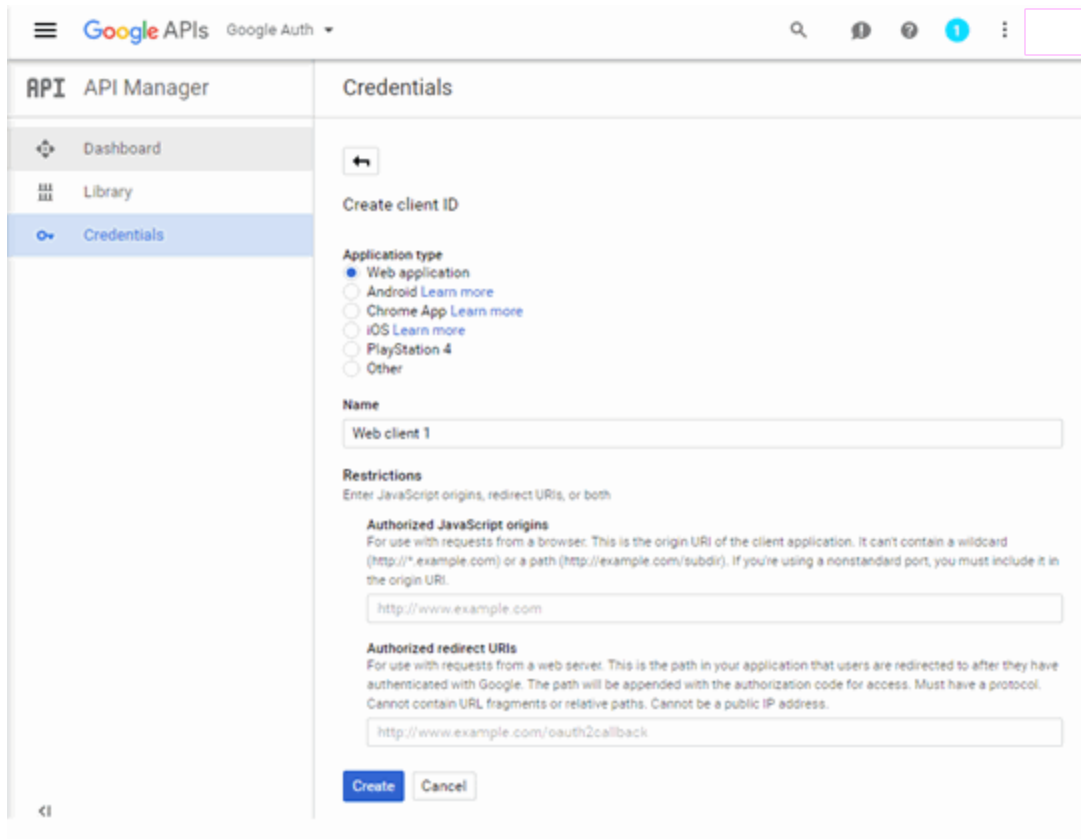 Google APIs Google Auth
1
API API Manager
Credentials
Dashboard
Library
Credentials
Create client ID
Application type
Web application
Android Learn more
Chrome App Learn more
iOS Learn more
PlayStation 4
Other
Name
Web client 1
Restrictions
Enter JavaScript origins, redirect URIs, or both
Authorized JavaScript origins
For use with requests from a browser. This is the origin URI of the client application. It can't contain a wildcard
(http://*.example.com) or a path (http://example.com/subdir). If you're using a nonstandard port, you must include it in
the origin URI.
http://www.example.com
Authorized redirect URIs
For use with requests from a web server. This is the path in your application that users are redirected to after they have
authenticated with Google. The path will be appended with the authorization code for access. Must have a protocol.
Cannot contain URL fragments or relative paths. Cannot be a public IP address.
http://www.example.com/oauth2callback
Create Cancel